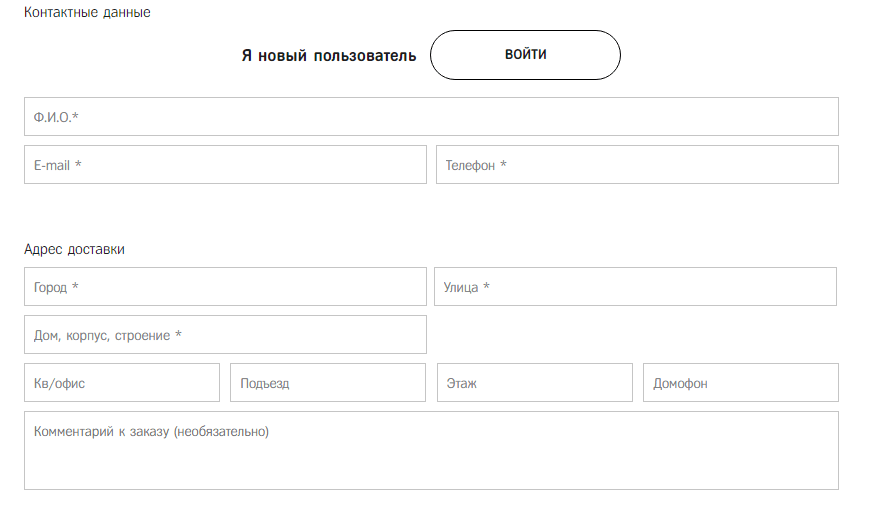 Контактные данные
Я новый пользователь ВОЙТИ
Ф.И.О.*
E-mail * Телефон *
Адрес доставки
Город * Улица *
Дом, корпус, строение *
Кв/офис Подъезд Этаж Домофон
Комментарий к заказу (необязательно)